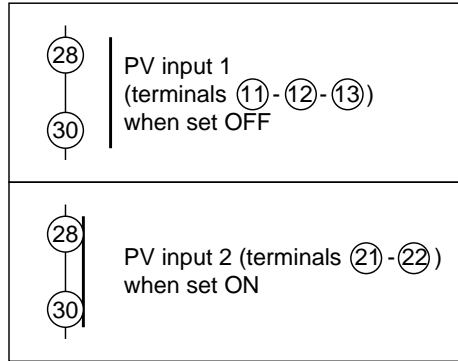 28
PV input 1
(terminals 11 - 12 - 13)
30
when set OFF
28
PV input 2 (terminals 21 - 22)
when set ON
30